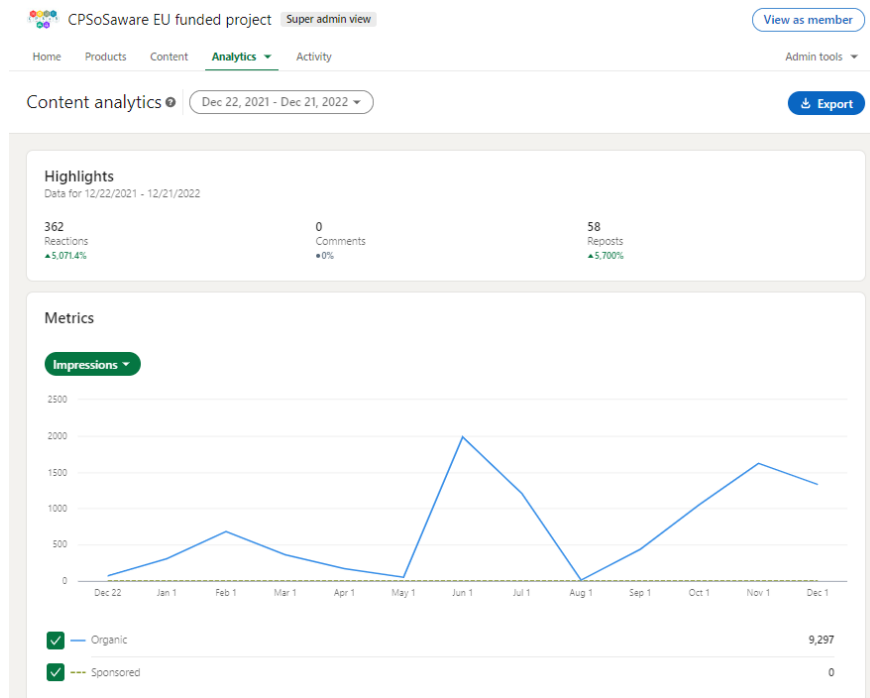 CPSoSaware EU funded project Super admin view View as member
Home Products Content Analytics Activity Admin tools
Content analytics Dec 22, 2021 - Dec 21, 2022 Export
Highlights
Data for 12/22/2021 - 12/21/2022
362 0 58
Reactions Comments Reposts
▲5,071.4% •0% ▲5,700%
Metrics
Impressions
2500
2000
1500
1000
500
0
Dec 22 Jan 1 Feb 1 Mar 1 Apr 1 May 1 Jun 1 Jul 1 Aug 1 Sep 1 Oct 1 Nov 1 Dec 1
Organic 9,297
Sponsored 0